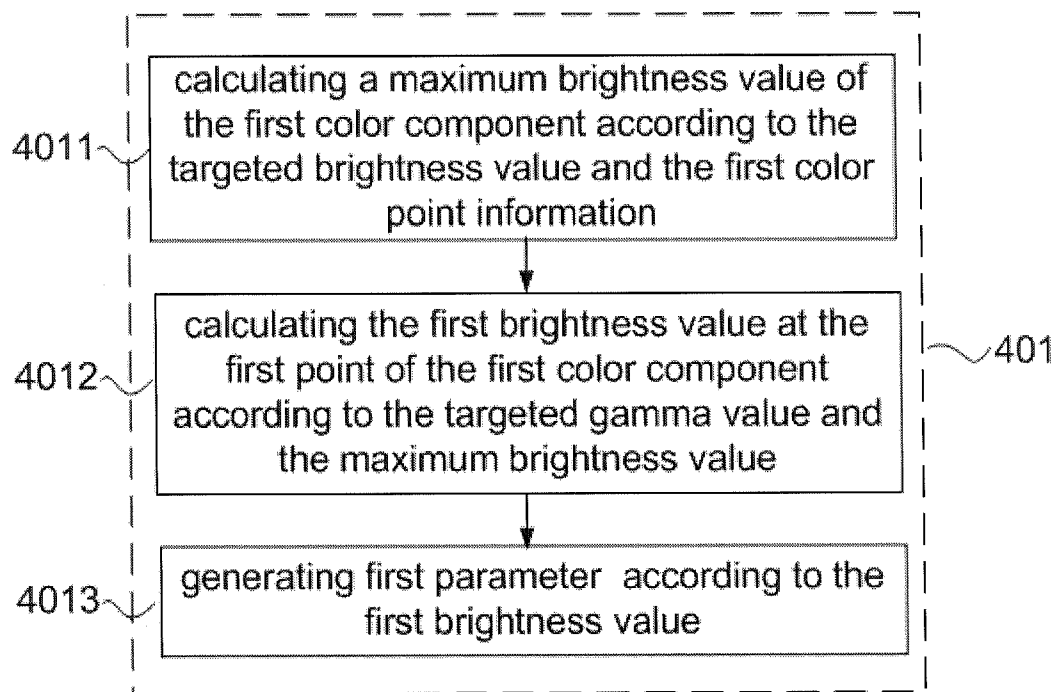 calculating a maximum brightness value of
the first color component according to the
targeted brightness value and the first color
point information
4011
calculating the first brightness value at the
first point of the first color component
according to the targeted gamma value and
the maximum brightness value
4012
401
generating first parameter according to the
first brightness value
4013